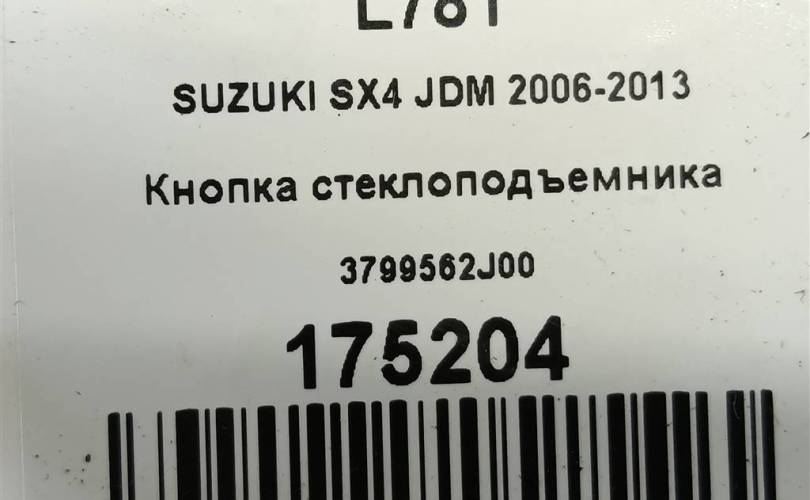 SUZUKI SX4 JDM 2006-2013
Кнопка стеклоподъемника
3799562J00
175204